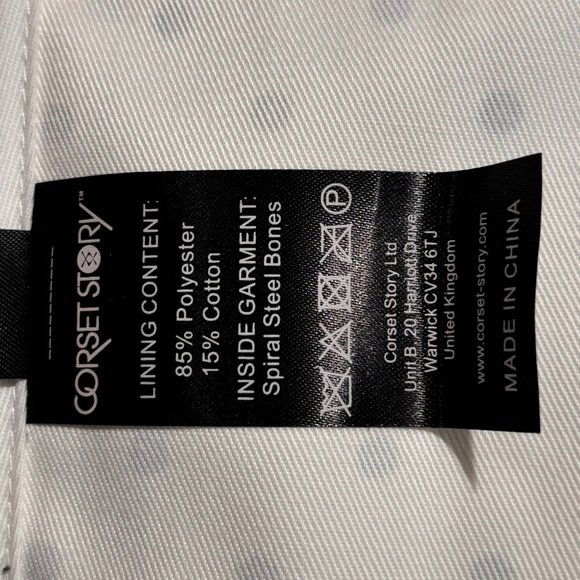 CORSET STORY™
LINING CONTENT:
85% Polyester
15% Cotton
INSIDE GARMENT:
Spiral Steel Bones
P
Corset Story Ltd
Unit B, 20 Harriott Drive
Warwick CV34 6TJ
United Kingdom
www.corset-story.com
MADE IN CHINA